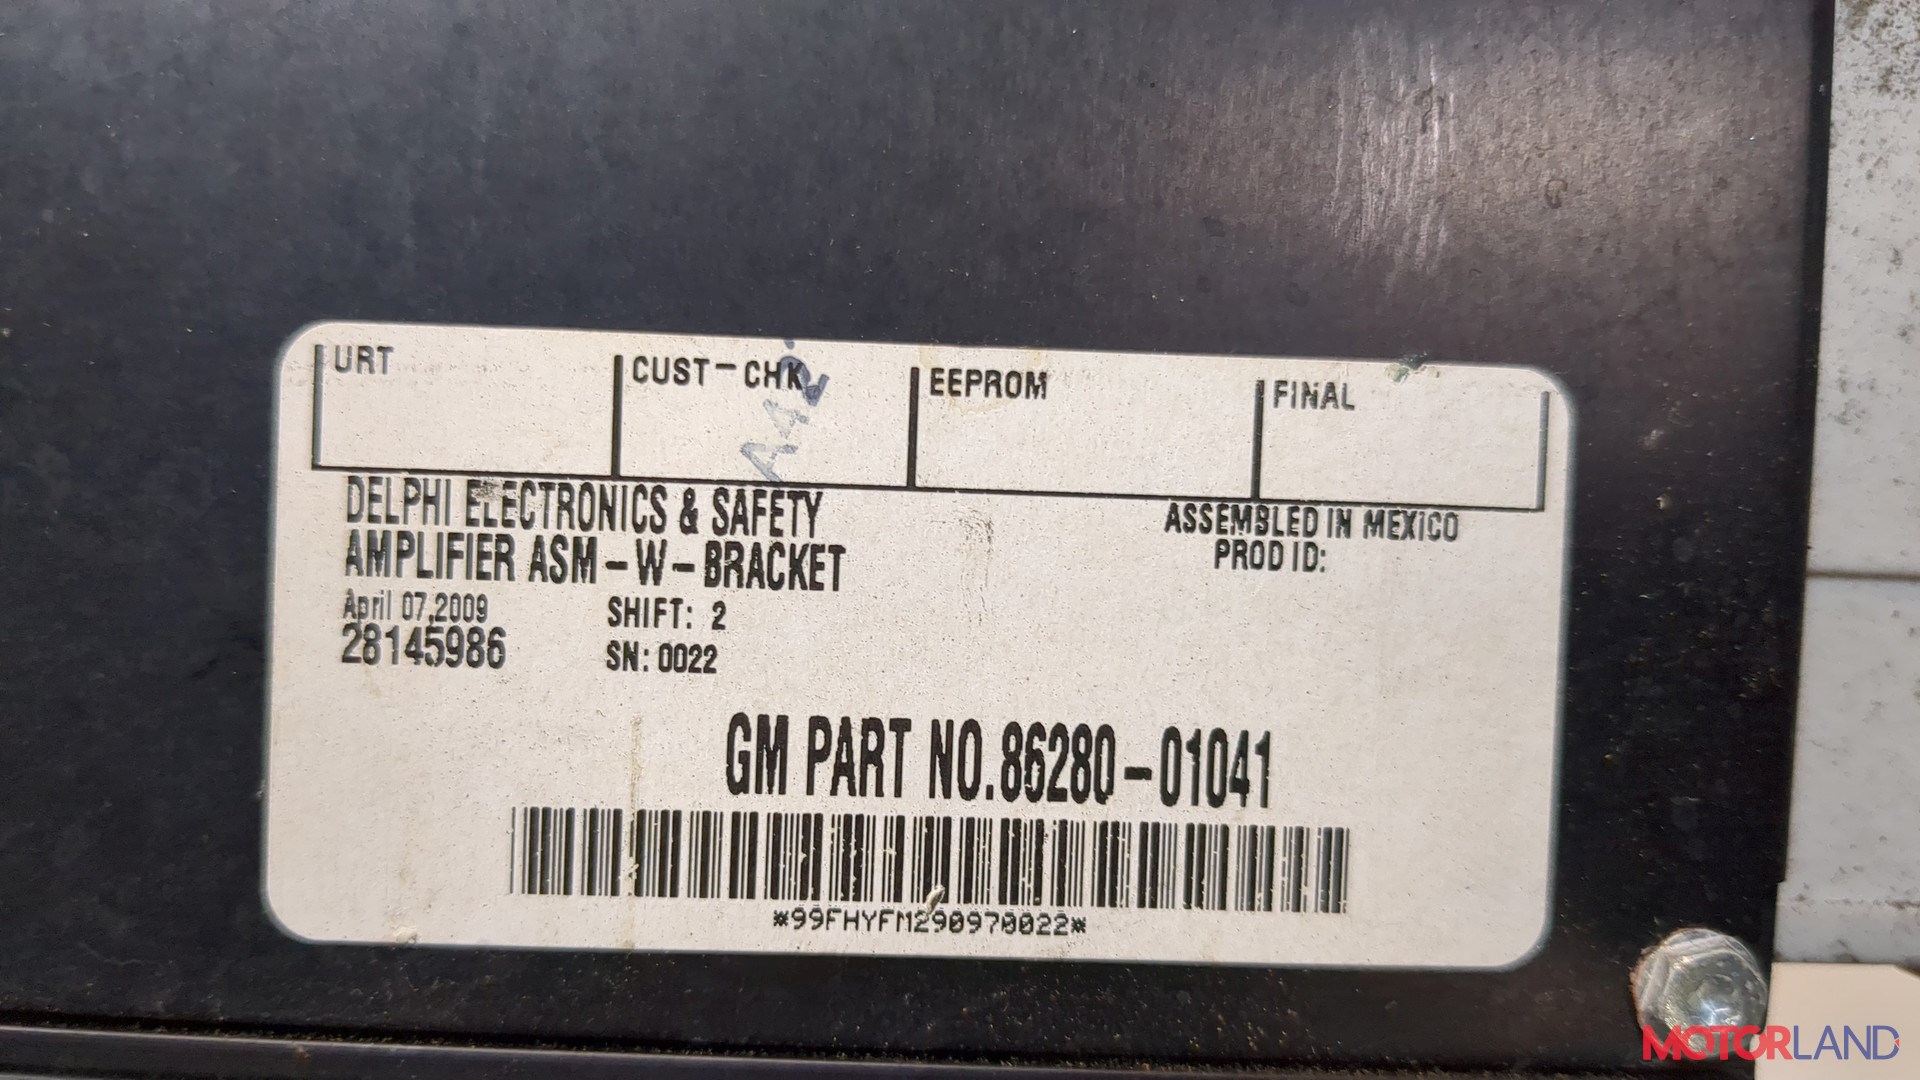 URT CUST-CHK EEPROM FINAL
A42
DELPHI ELECTRONICS & SAFETY
ASSEMBLED IN MEXICO
AMPLIFIER ASM-W-BRACKET
PROD ID:
April 07,2009 SHIFT: 2
28145986 SN: 0022
GM PART NO.86280-01041
*99FHYFM290970022*
MOTORLAND